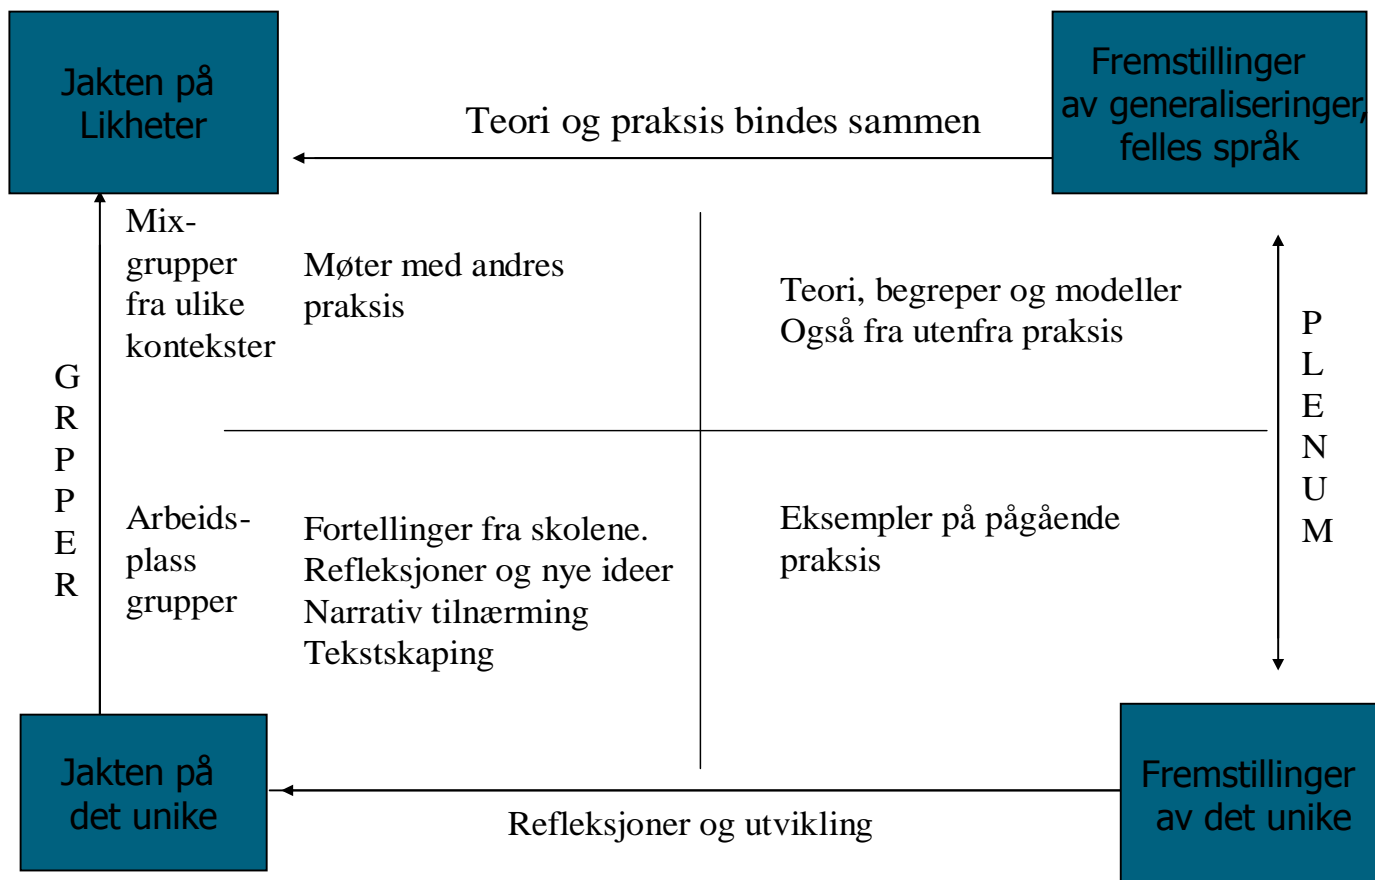 Jakten på
Likheter
Fremstillinger
av generaliseringer,
felles språk
Teori og praksis bindes sammen
Mix-
grupper
fra ulike
kontekster
Møter med andres
praksis
Teori, begreper og modeller
Også fra utenfra praksis
G
R
P
P
E
R
P
L
E
N
U
M
Arbeids-
plass
grupper
Fortellinger fra skolene.
Refleksjoner og nye ideer
Narrativ tilnærming
Tekstskaping
Eksempler på pågående
praksis
Jakten på
det unike
Refleksjoner og utvikling
Fremstillinger
av det unike